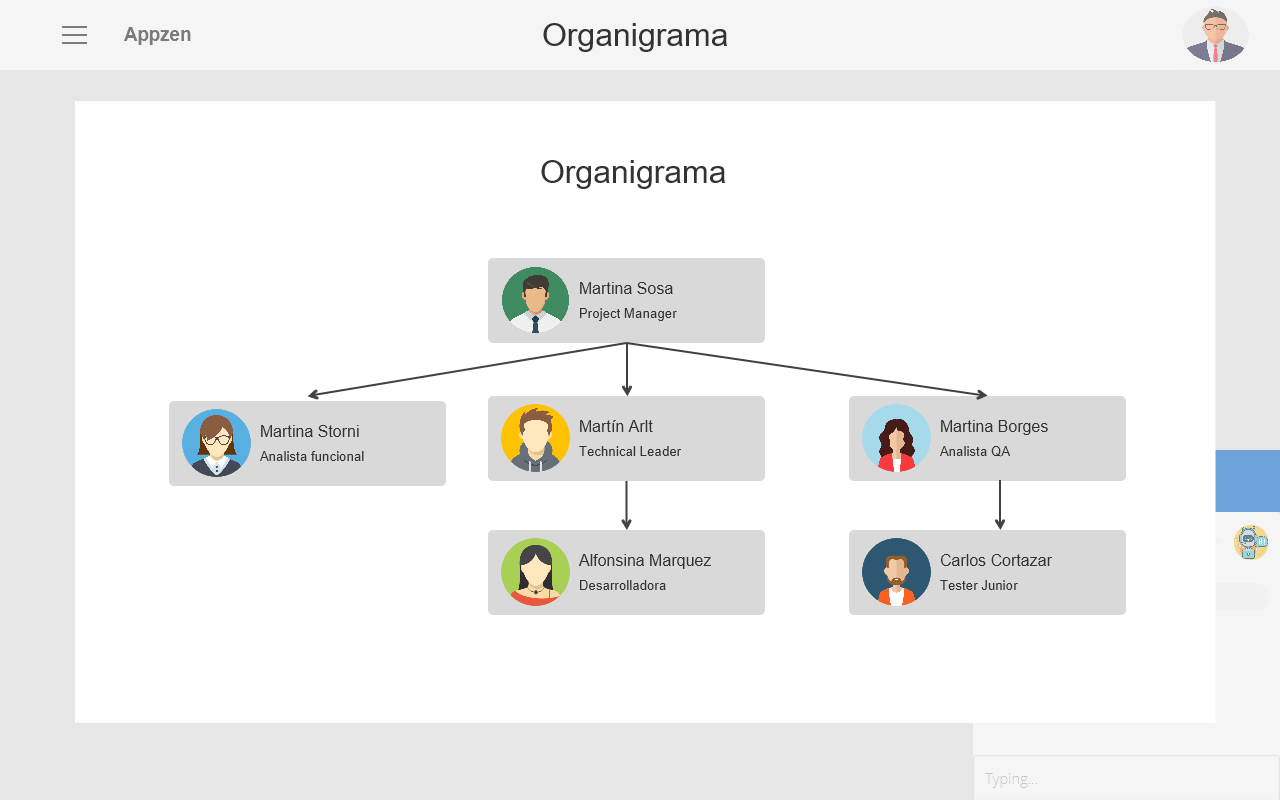 Appzen
Organigrama
Organigrama
Martina Sosa
Project Manager
Martina Storni
Analista funcional
Martín Arlt
Technical Leader
Martina Borges
Analista QA
Alfonsina Marquez
Desarrolladora
Carlos Cortazar
Tester Junior
Typing...